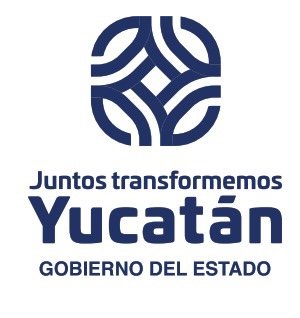 Juntos transformemos
Yucatán
GOBIERNO DEL ESTADO